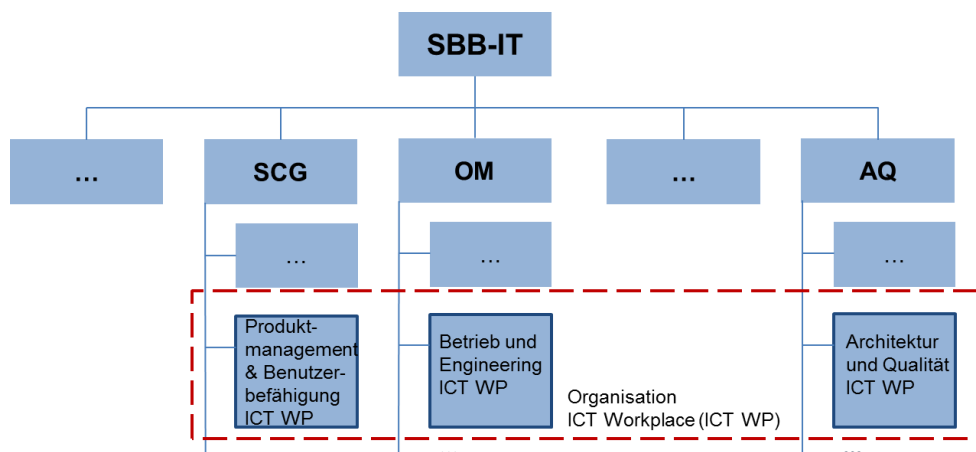 SBB-IT
...
SCG
OM
...
AQ
...
...
...
Produkt-
management
& Benutzer-
befähigung
ICT WP
Betrieb und
Engineering
ICT WP
Architektur
und Qualität
ICT WP
Organisation
ICT Workplace (ICT WP)
...
...